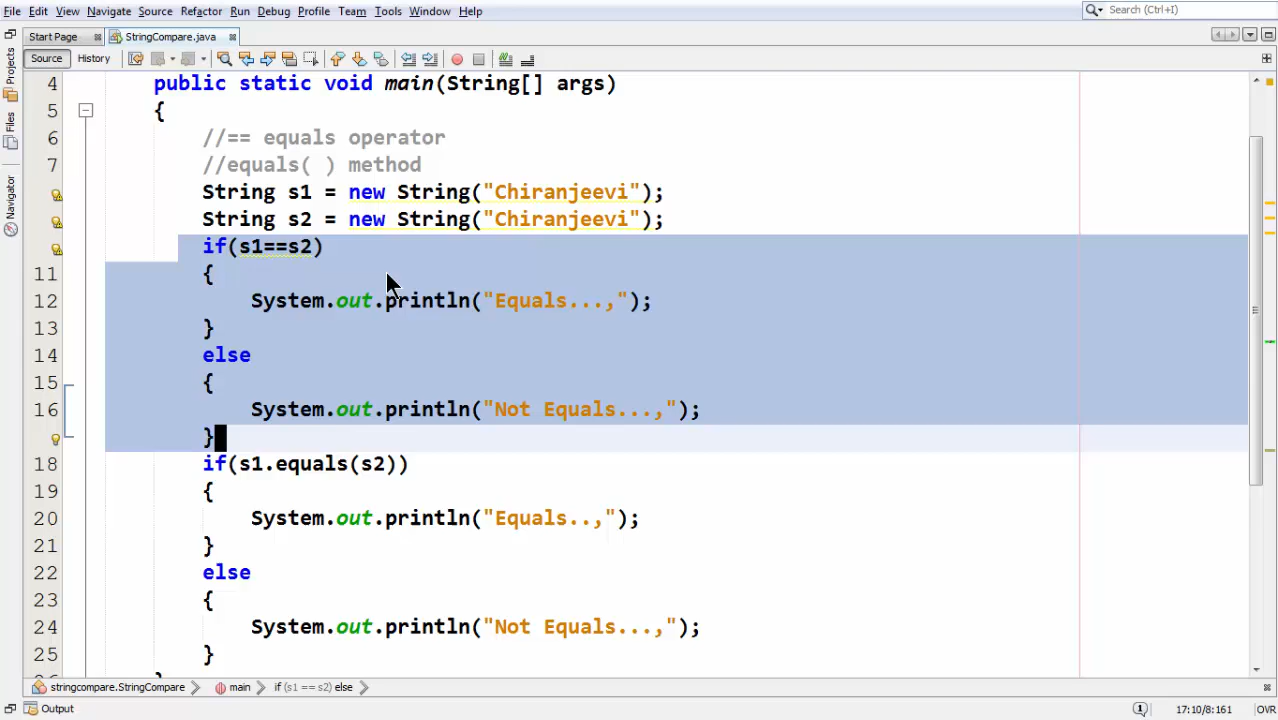 File Edit View Navigate Source Refactor Run Debug Profile Team Tools Window Help
Search (Ctrl+I)
Start Page StringCompare.java
Source History
Projects
Files
Navigator
4 public static void main(String[] args)
5 {
6 //== equals operator
7 //equals( ) method
String s1 = new String("Chiranjeevi");
String s2 = new String("Chiranjeevi");
if(s1==s2)
11 {
12 System.out.println("Equals...,");
13 }
14 else
15 {
16 System.out.println("Not Equals...,");
}
18 if(s1.equals(s2))
19 {
20 System.out.println("Equals..,");
21 }
22 else
23 {
24 System.out.println("Not Equals...,");
25 }
stringcompare.StringCompare main if (s1 == s2) else
Output 1 17:10/8:161 OVR